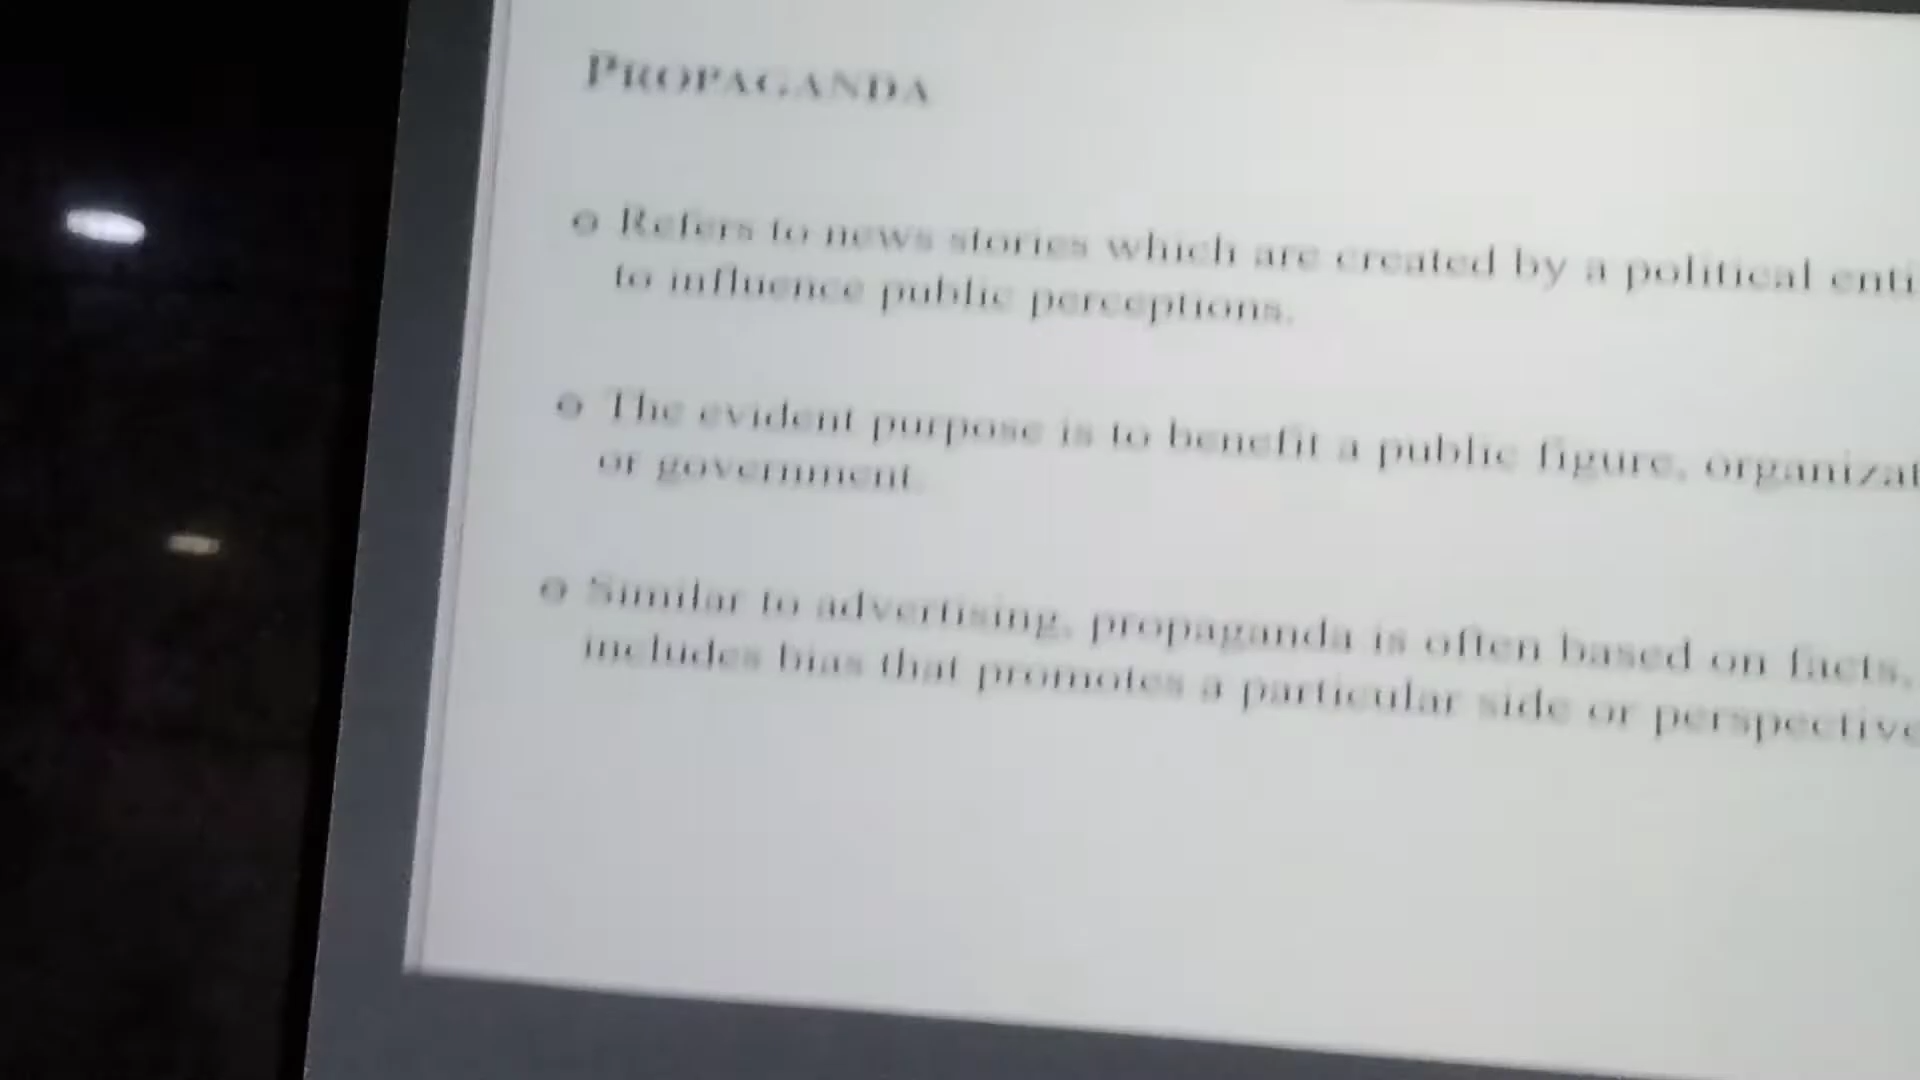 PROPAGANDA
Refers to news stories which are created by a political enti
to influence public perceptions.
The evident purpose is to benefit a public figure, organizat
or government.
Similar to advertising, propaganda is often based on facts,
includes bias that promotes a particular side or perspective